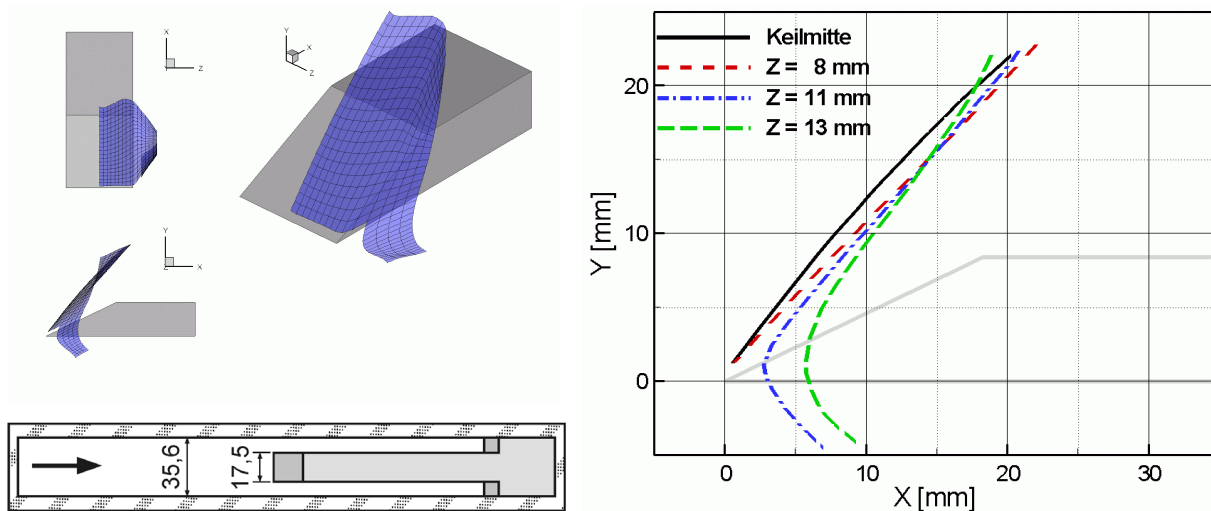 X
Z
Y
Y
X
Z
Y
Z
X
35,6
17,5
Keilmitte
Z = 8 mm
Z = 11 mm
Z = 13 mm
Y [mm]
20
10
0
0
10
20
30
X [mm]